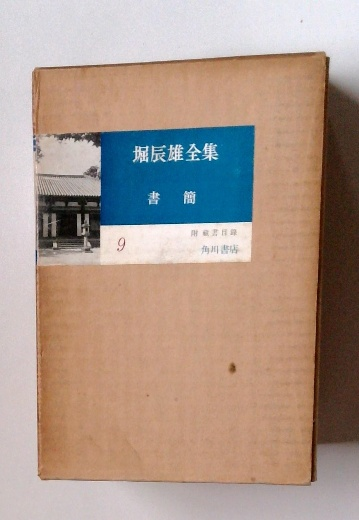 堀辰雄全集
書簡
9
附 蔵書目録
角川書店